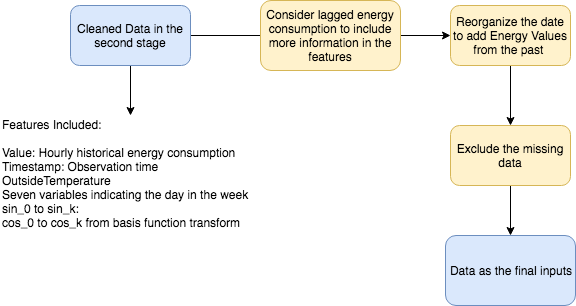 Cleaned Data in the
second stage
Consider lagged energy
consumption to include
more information in the
features
Reorganize the date
to add Energy Values
from the past
Features Included:
Value: Hourly historical energy consumption
Timestamp: Observation time
OutsideTemperature
Seven variables indicating the day in the week
sin_0 to sin_k:
cos_0 to cos_k from basis function transform
Exclude the missing
data
Data as the final inputs